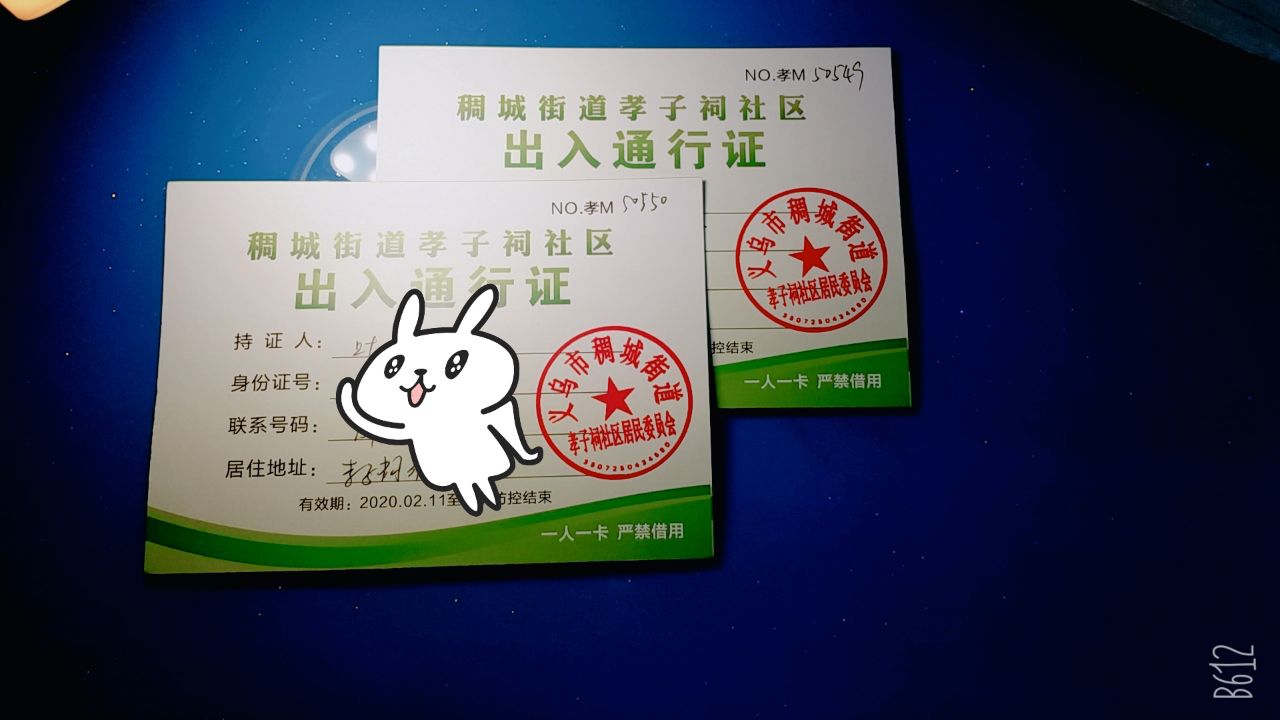 NO.孝M 50549
稠城街道孝子祠社区
出入通行证
义乌市稠城街道
孝子祠社区居民委员会
3807280434590
控结束
一人一卡 严禁借用
NO.孝M 50550
稠城街道孝子祠社区
出入通行证
持证人：
身份证号：
联系号码：
居住地址：
义乌市稠城街道
孝子祠社区居民委员会
3807280434590
有效期：2020.02.11至 防控结束
一人一卡 严禁借用
B612